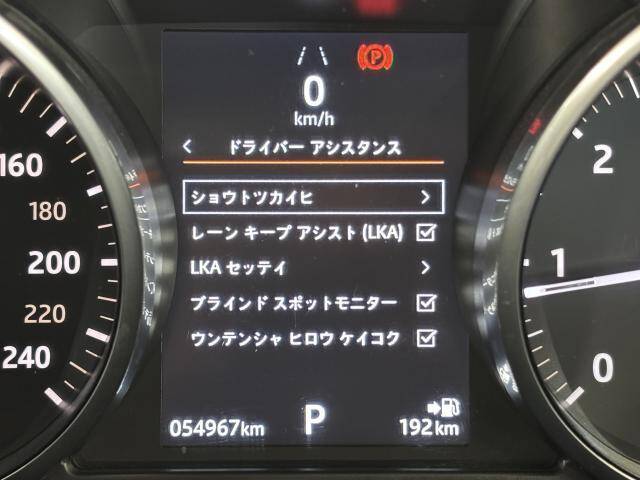 P
0
km/h
ドライバー アシスタンス
ショウトツカイヒ
レーン キープ アシスト (LKA)
LKA セッテイ
ブラインド スポットモニター
ウンテンシャ ヒロウ ケイコク
054967km P 192km
160
180
200
220
240
2
1
0